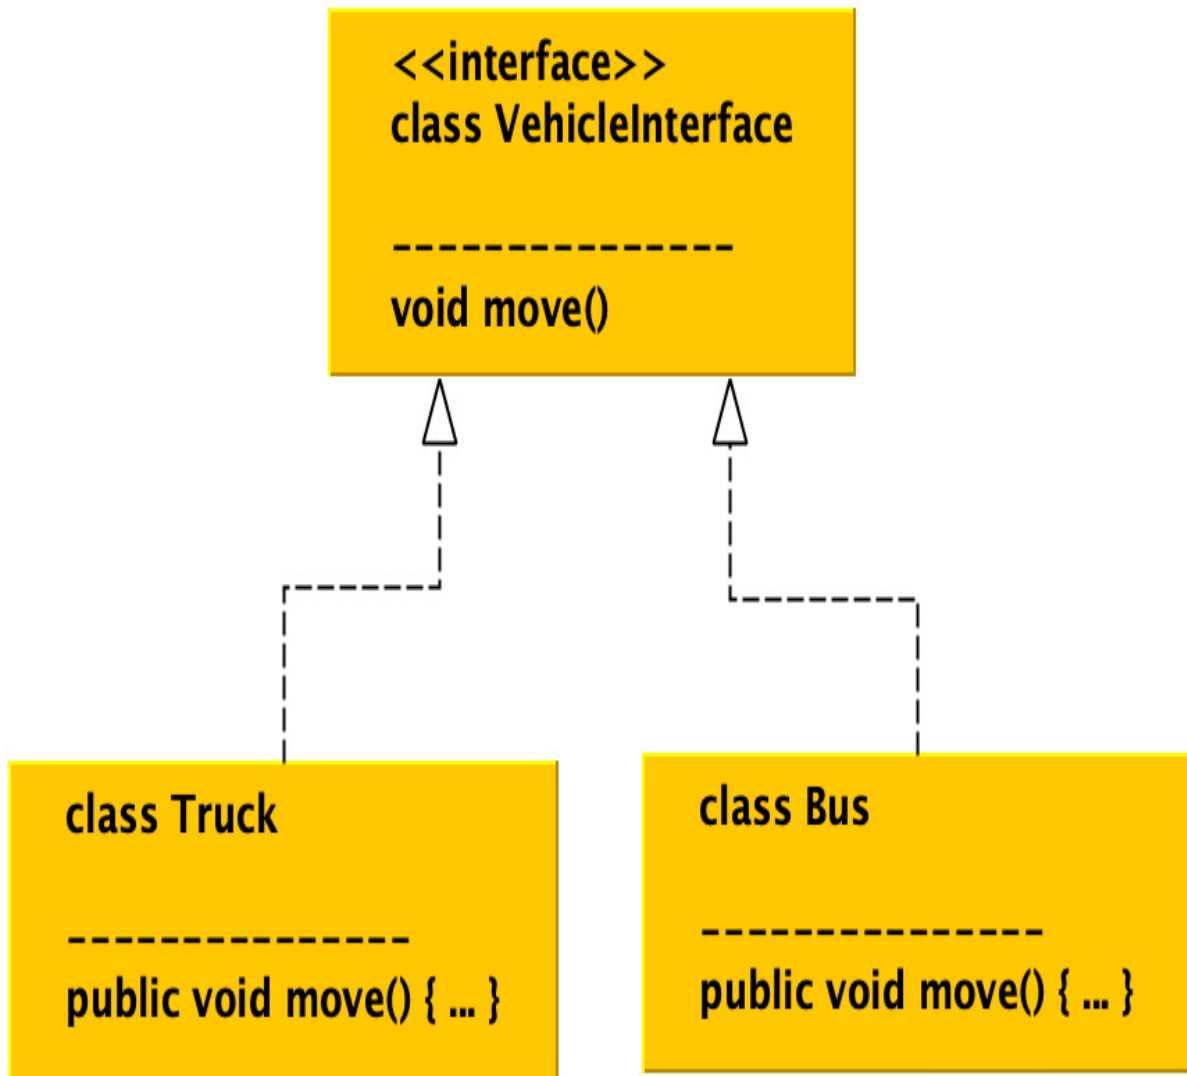 <<interface>>
class VehicleInterface
---------------
void move()
class Truck
---------------
public void move() { ... }
class Bus
---------------
public void move() { ... }